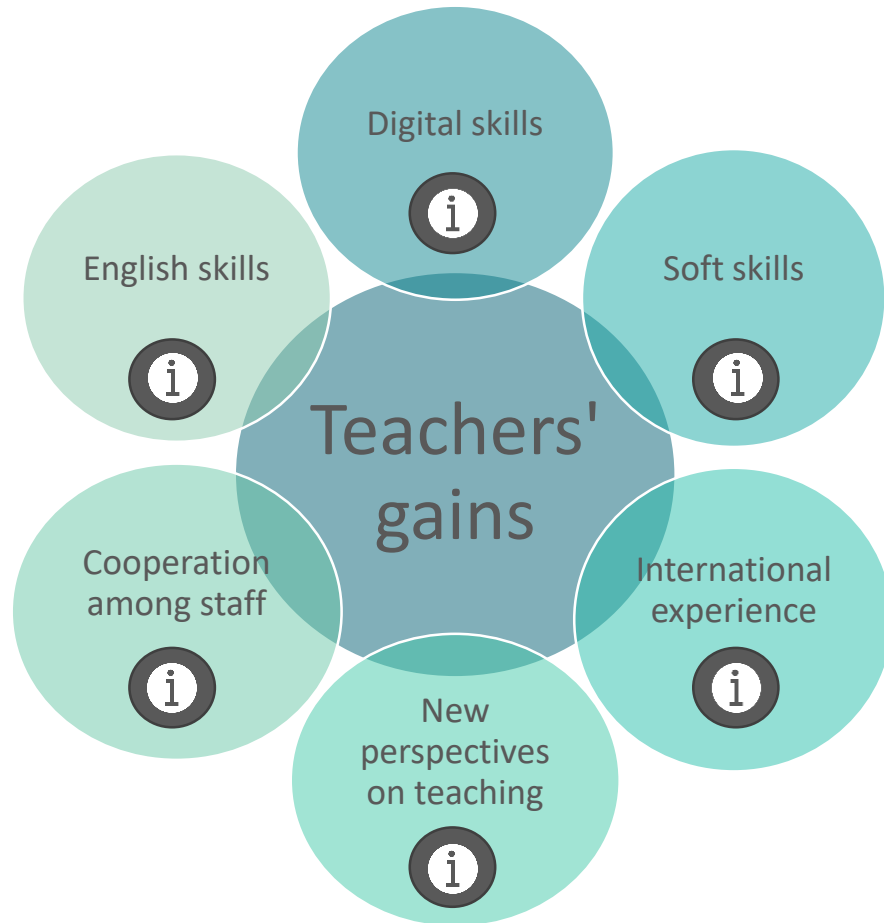 Digital skills
i
English skills
i
Soft skills
i
Teachers'
gains
Cooperation
among staff
i
International
experience
i
New
perspectives
on teaching
i